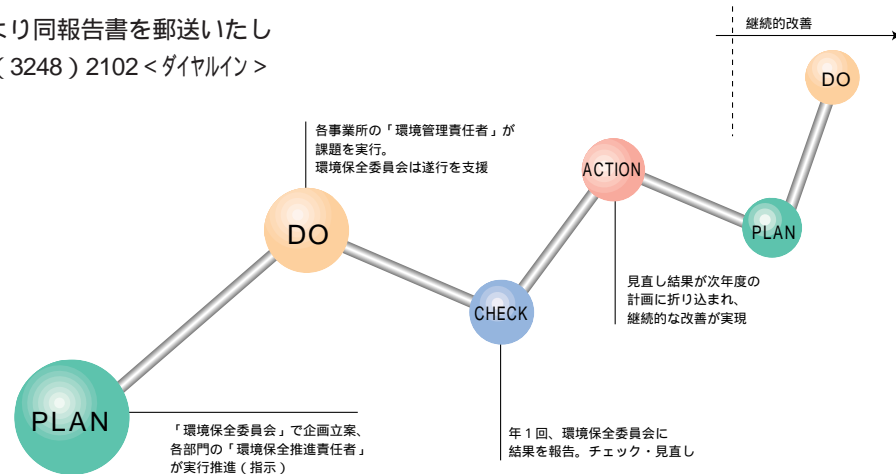 より同報告書を郵送いたし
(3248)2102<ダイヤルイン>
継続的改善
DO
各事業所の「環境管理責任者」が
課題を実行。
環境保全委員会は遂行を支援
ACTION
DO
PLAN
見直し結果が次年度の
計画に折り込まれ、
継続的な改善が実現
CHECK
PLAN
「環境保全委員会」で企画立案、
各部門の「環境保全推進責任者」
が実行推進(指示)
年1回、環境保全委員会に
結果を報告。チェック・見直し